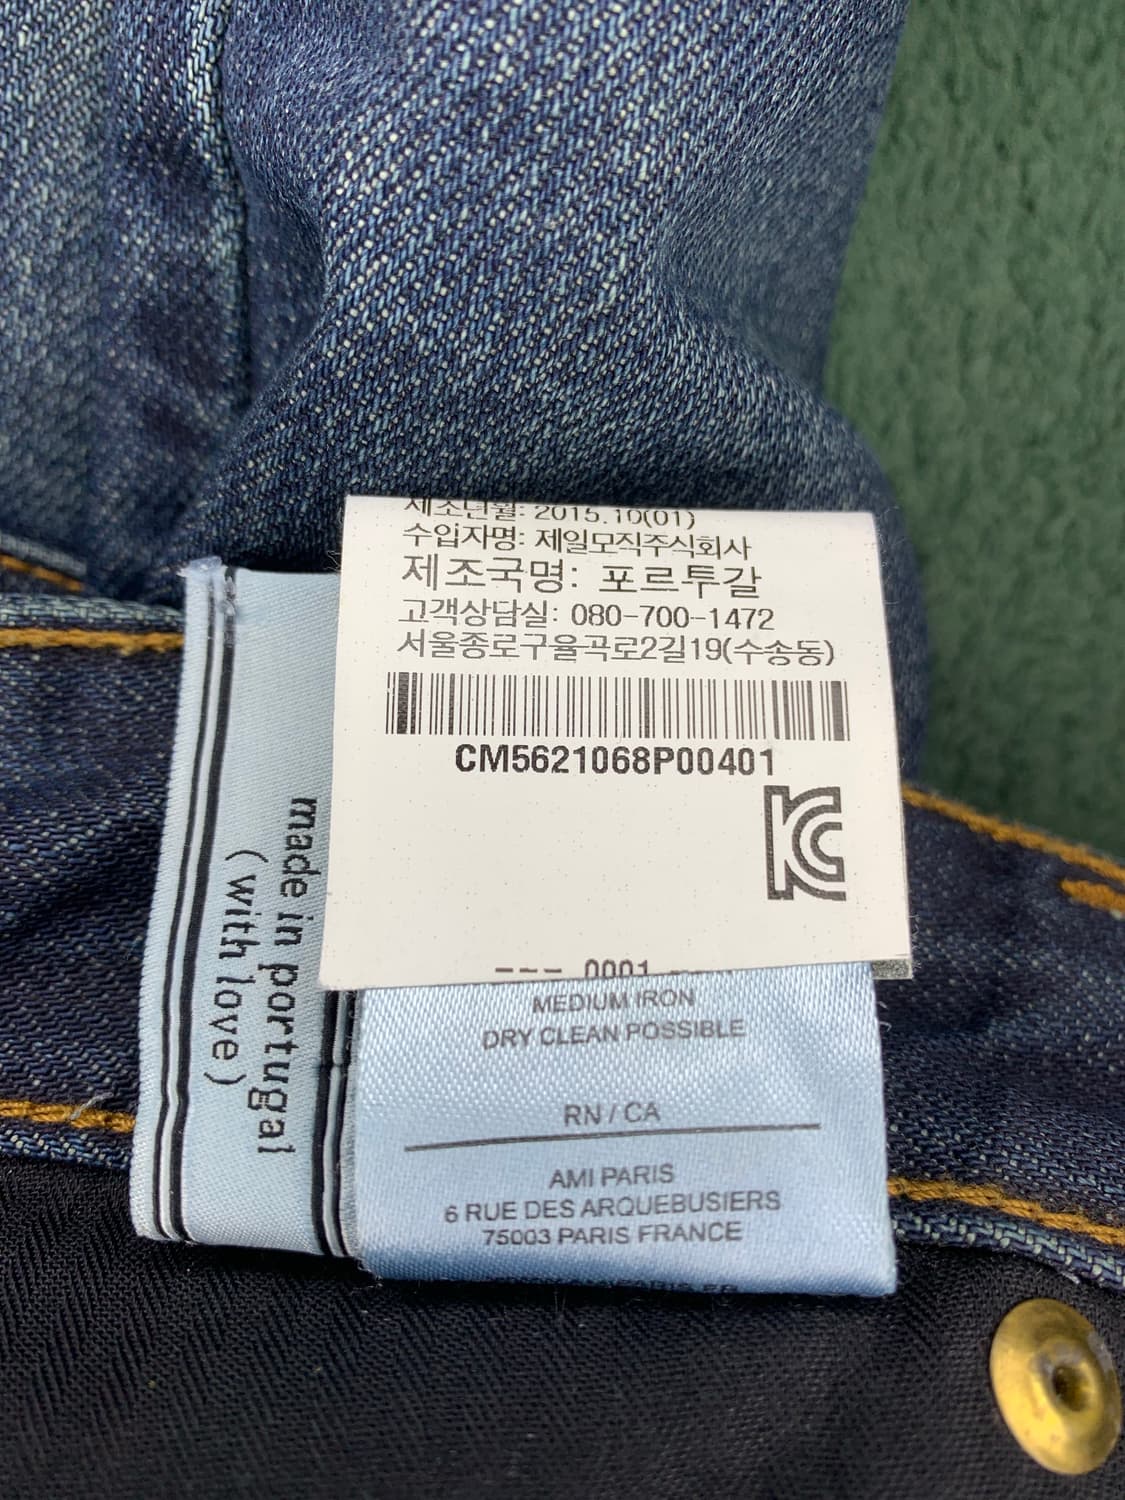 제조년월: 2015.10(01)
수입자명: 제일모직주식회사
제조국명: 포르투갈
고객상담실: 080-700-1472
서울종로구율곡로2길19(수송동)
CM5621068P00401
KC
--- 0001 ---
made in portugal
(with love)
MEDIUM IRON
DRY CLEAN POSSIBLE
RN / CA
AMI PARIS
6 RUE DES ARQUEBUSIERS
75003 PARIS FRANCE